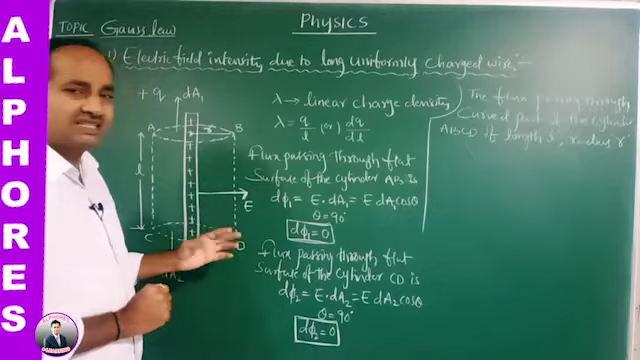 ALPHORES
TOPIC Gauss law
Physics
1) Electric field intensity due to long uniformly charged wire:-
+q
dA₁
A
r
B
l
E
C
D
dA₂
λ → linear charge density
λ = q/l (or) dq/dl
Flux passing through flat
Surface of the cylinder AB is
dϕ₁ = E·dA₁ = E dA₁ cosθ
θ = 90°
dϕ₁ = 0
Flux passing through flat
Surface of the cylinder CD is
dϕ₂ = E·dA₂ = E dA₂ cosθ
θ = 90°
dϕ₂ = 0
The flux passing through
Curved part of the cylinder
ABCD of length l, radius r